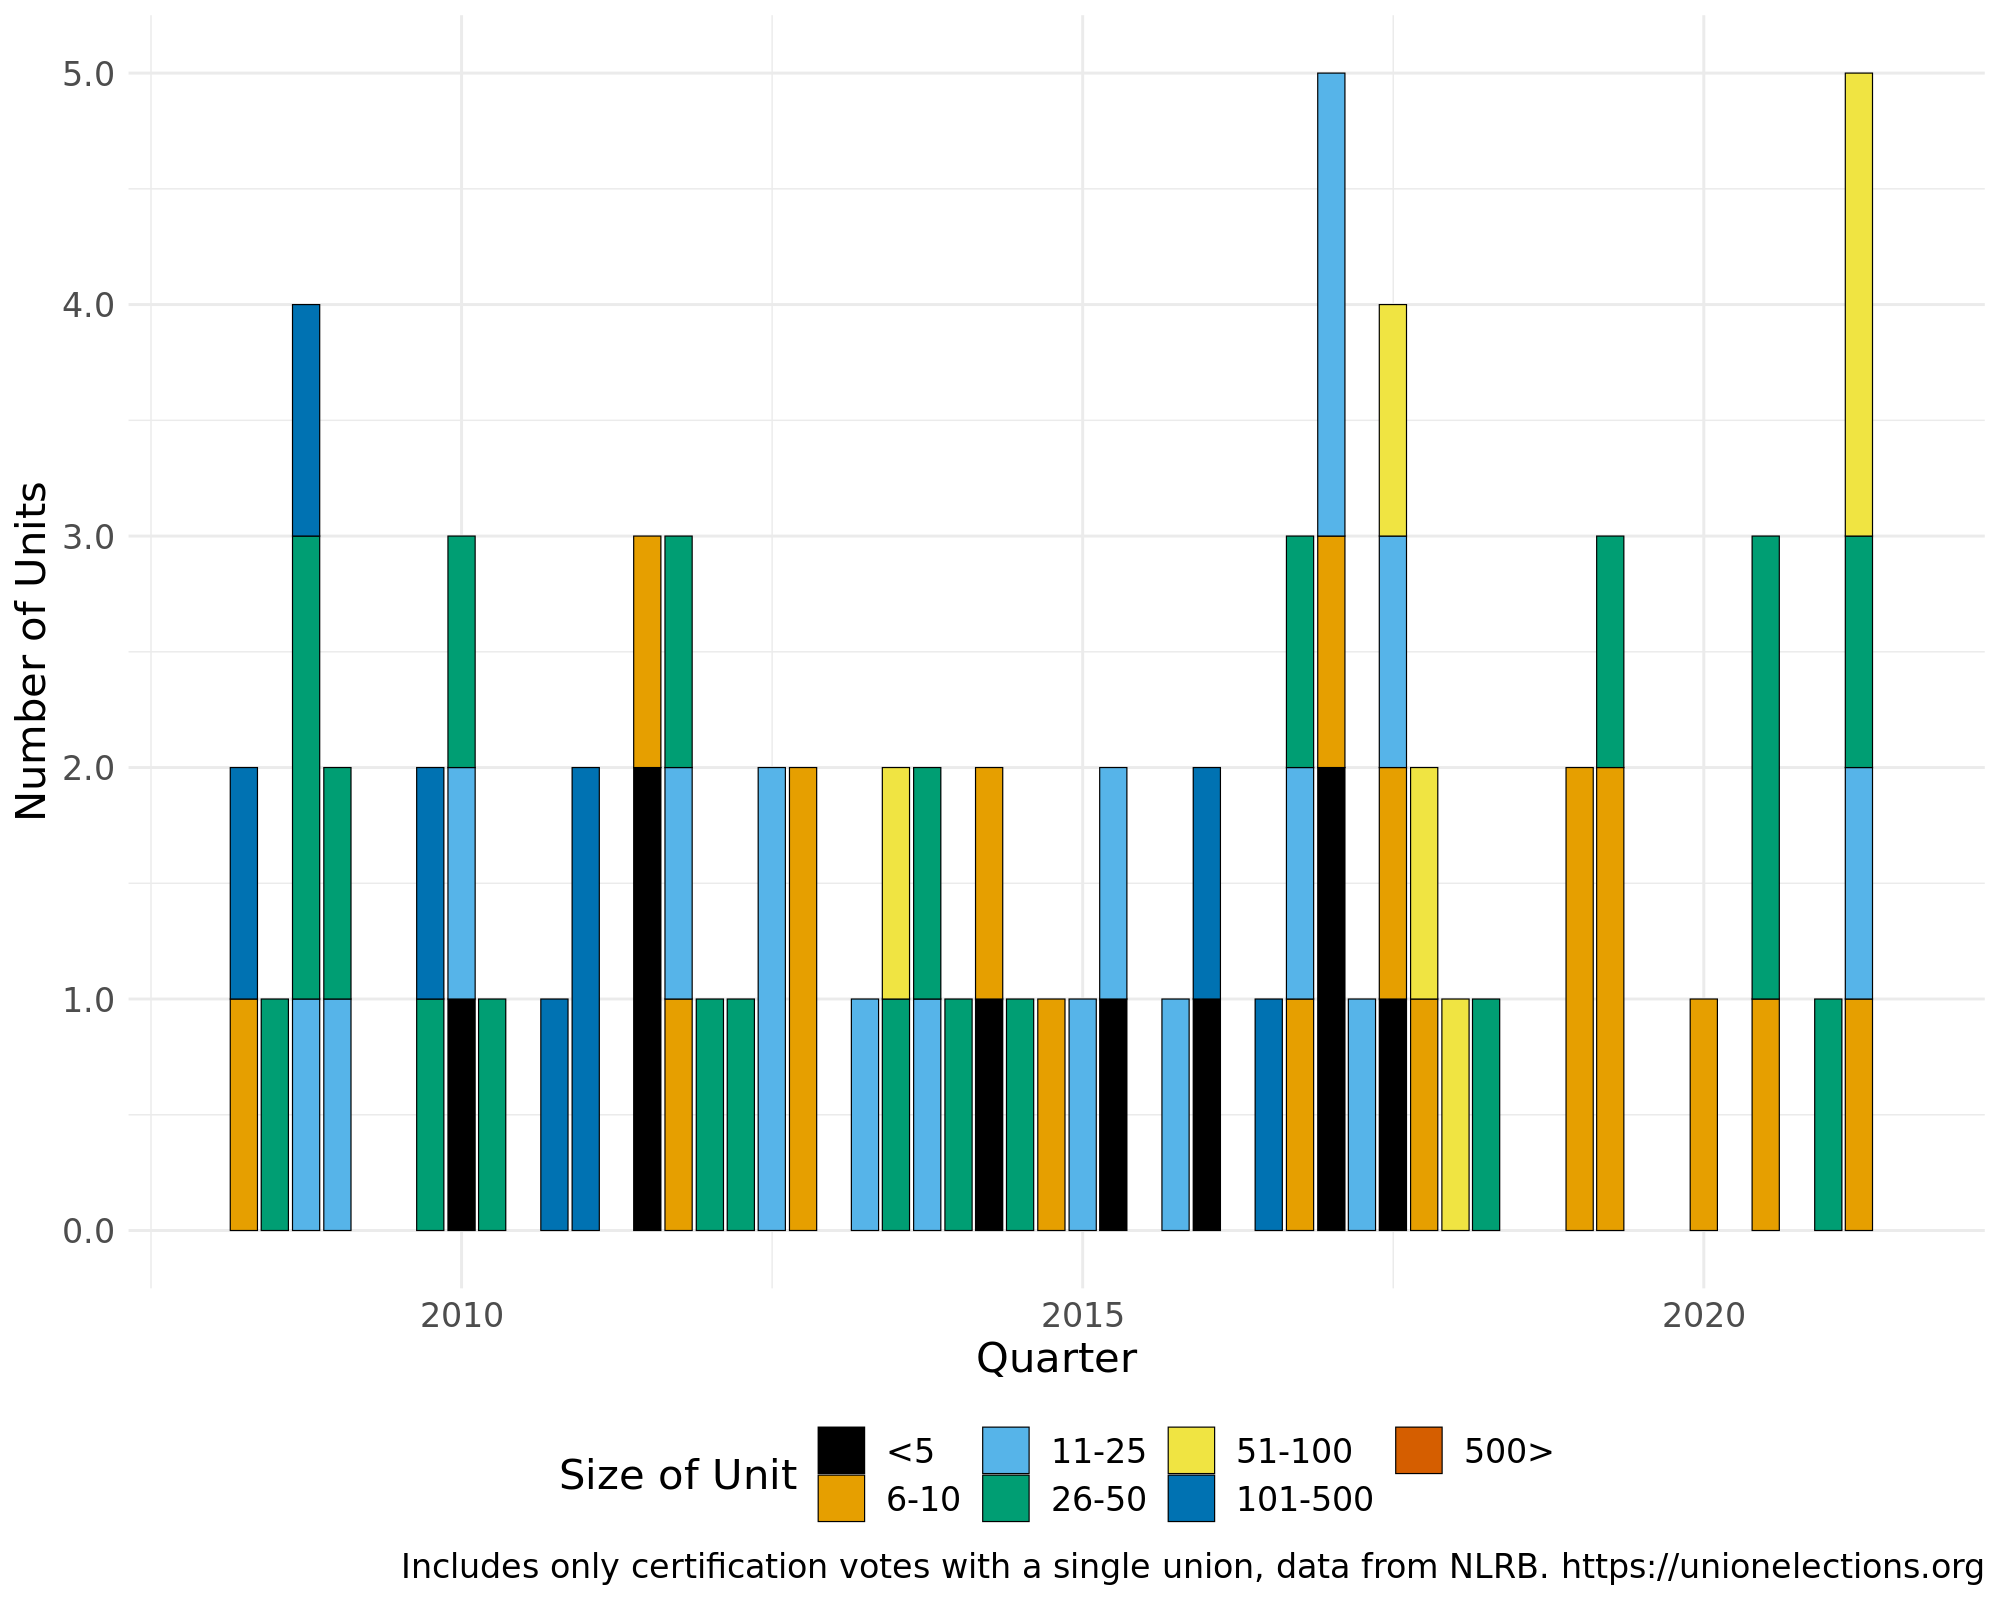 5.0
4.0
3.0
2.0
1.0
0.0
Number of Units
2010 2015 2020
Quarter
Size of Unit
<5 11-25 51-100 500>
6-10 26-50 101-500
Includes only certification votes with a single union, data from NLRB. https://unionelections.org